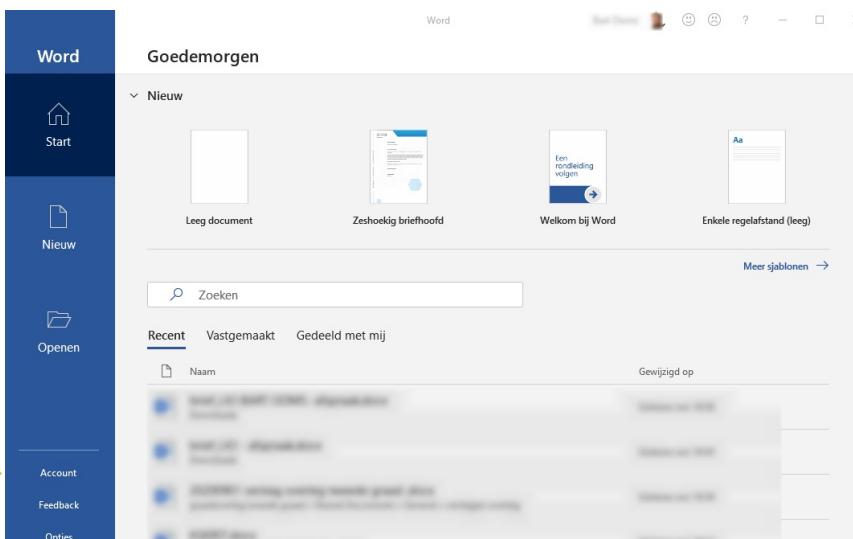 Word
?
Word
Goedemorgen
Nieuw
Start
Aa
Een
rondleiding
volgen
Leeg document
Zeshoekig briefhoofd
Welkom bij Word
Enkele regelafstand (leeg)
Nieuw
Meer sjablonen
Zoeken
Openen
Recent Vastgemaakt Gedeeld met mij
Naam Gewijzigd op
Account
Feedback
Opties